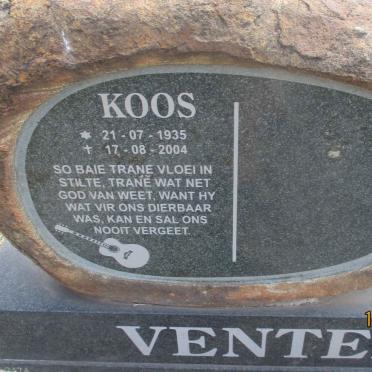 KOOS
* 21 - 07 - 1935
✝ 17 - 08 - 2004
SO BAIE TRANE VLOEI IN
STILTE, TRANE WAT NET
GOD VAN WEET, WANT HY
WAT VIR ONS DIERBAAR
WAS, KAN EN SAL ONS
NOOIT VERGEET.
VENTE